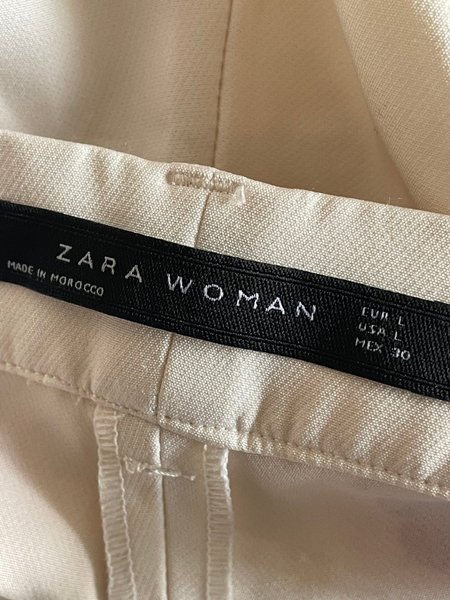 ZARA WOMAN
MADE IN MOROCCO
EUR L
USA L
MEX 30